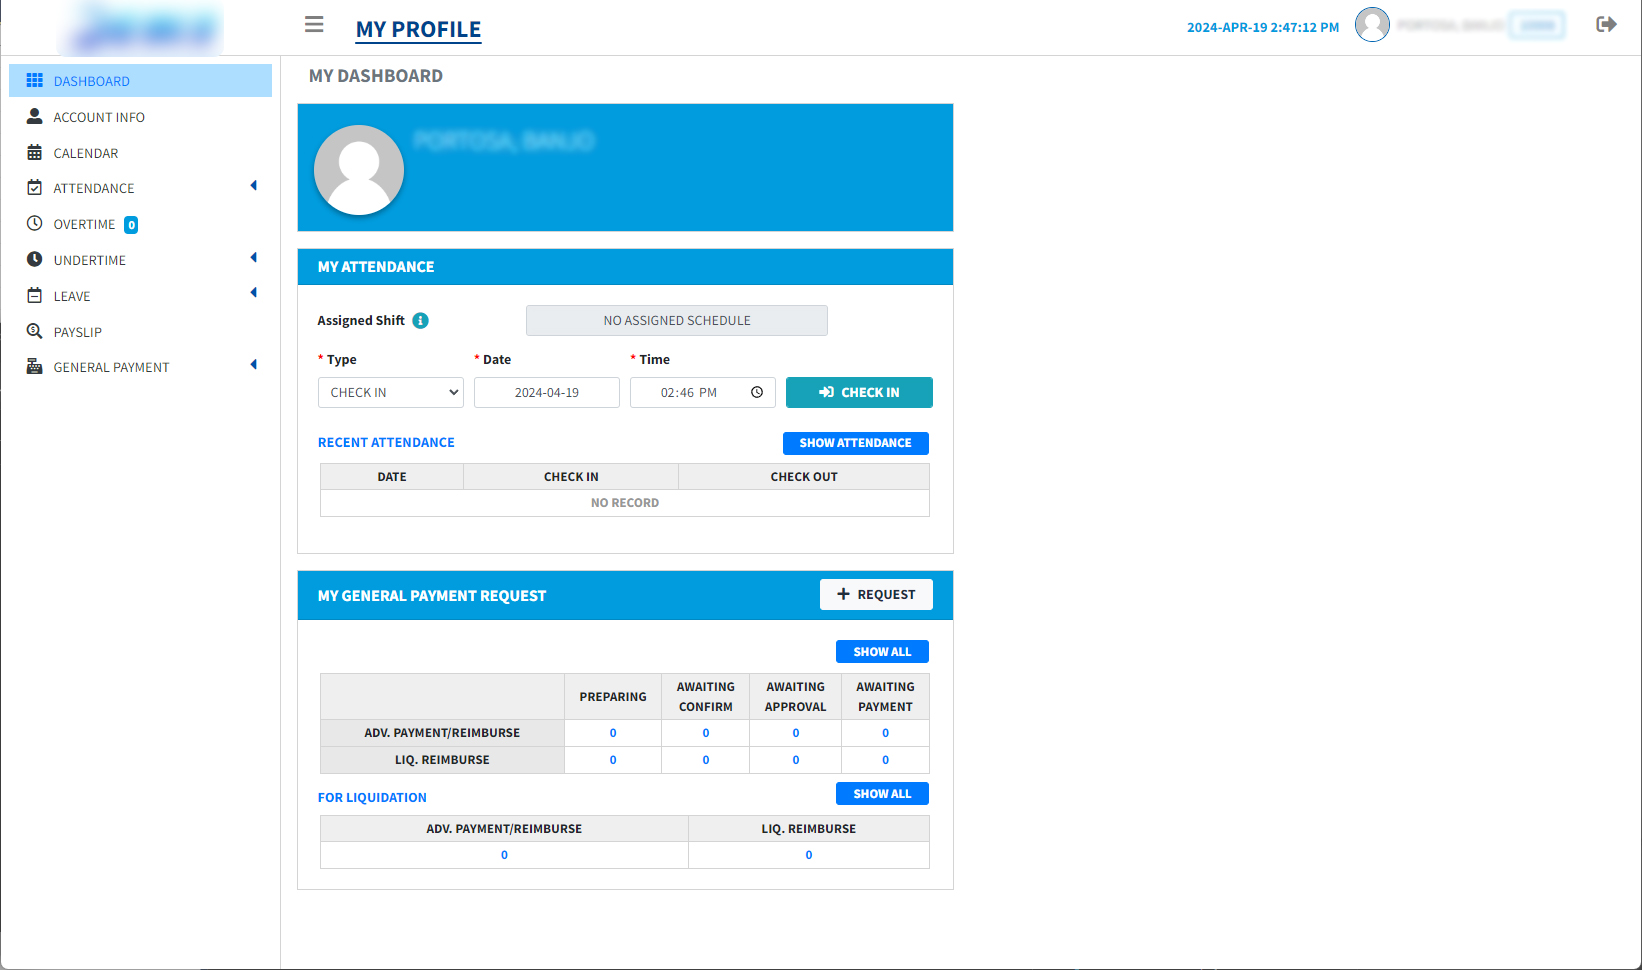 MY PROFILE
2024-APR-19 2:47:12 PM
DASHBOARD
ACCOUNT INFO
CALENDAR
ATTENDANCE
OVERTIME 0
UNDERTIME
LEAVE
PAYSLIP
GENERAL PAYMENT
MY DASHBOARD
PORTOSA, BANJO
MY ATTENDANCE
Assigned Shift
NO ASSIGNED SCHEDULE
* Type * Date * Time
CHECK IN 2024-04-19 02:46 PM CHECK IN
RECENT ATTENDANCE SHOW ATTENDANCE
DATE CHECK IN CHECK OUT
NO RECORD
MY GENERAL PAYMENT REQUEST REQUEST
SHOW ALL
PREPARING AWAITING CONFIRM AWAITING APPROVAL AWAITING PAYMENT
ADV. PAYMENT/REIMBURSE 0 0 0 0
LIQ. REIMBURSE 0 0 0 0
FOR LIQUIDATION SHOW ALL
ADV. PAYMENT/REIMBURSE LIQ. REIMBURSE
0 0